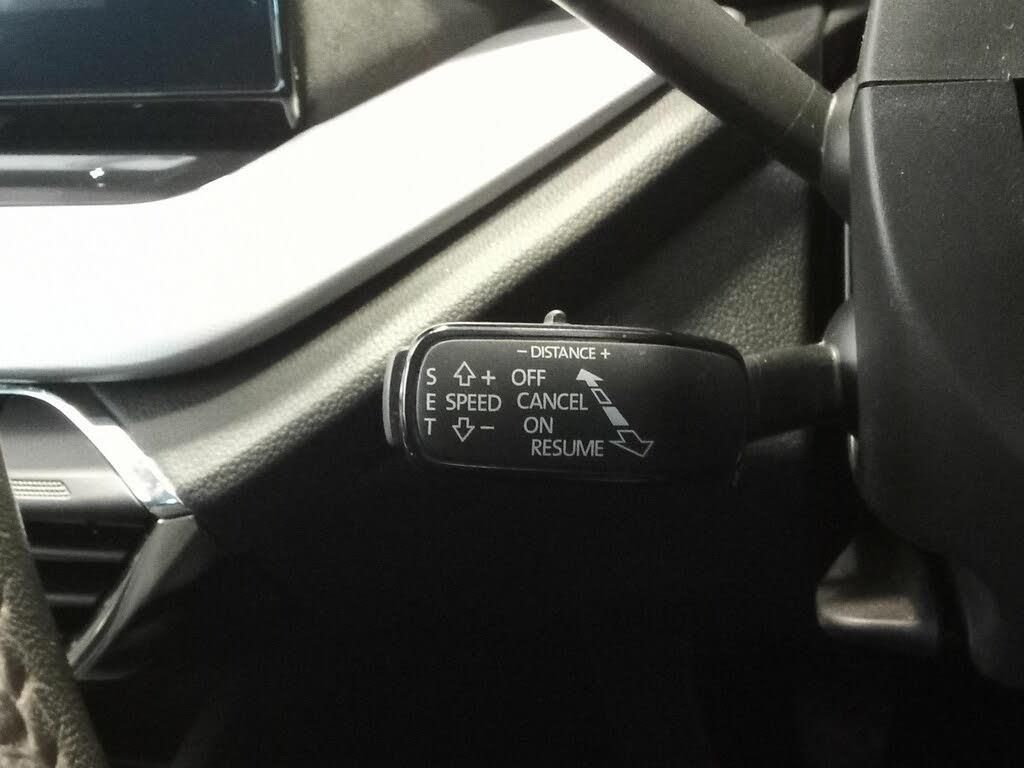 − DISTANCE +
S + OFF
E SPEED CANCEL
T − ON
RESUME